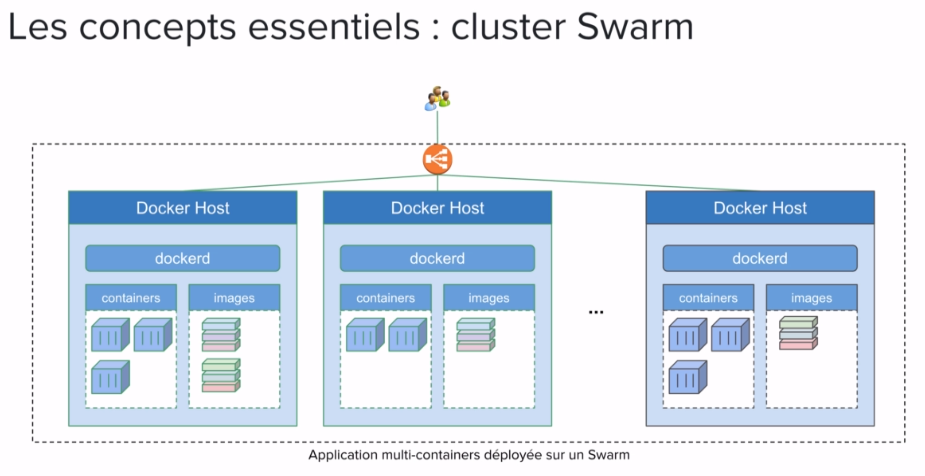 Les concepts essentiels : cluster Swarm
Docker Host
dockerd
containers
images
Docker Host
dockerd
containers
images
...
Docker Host
dockerd
containers
images
Application multi-containers déployée sur un Swarm